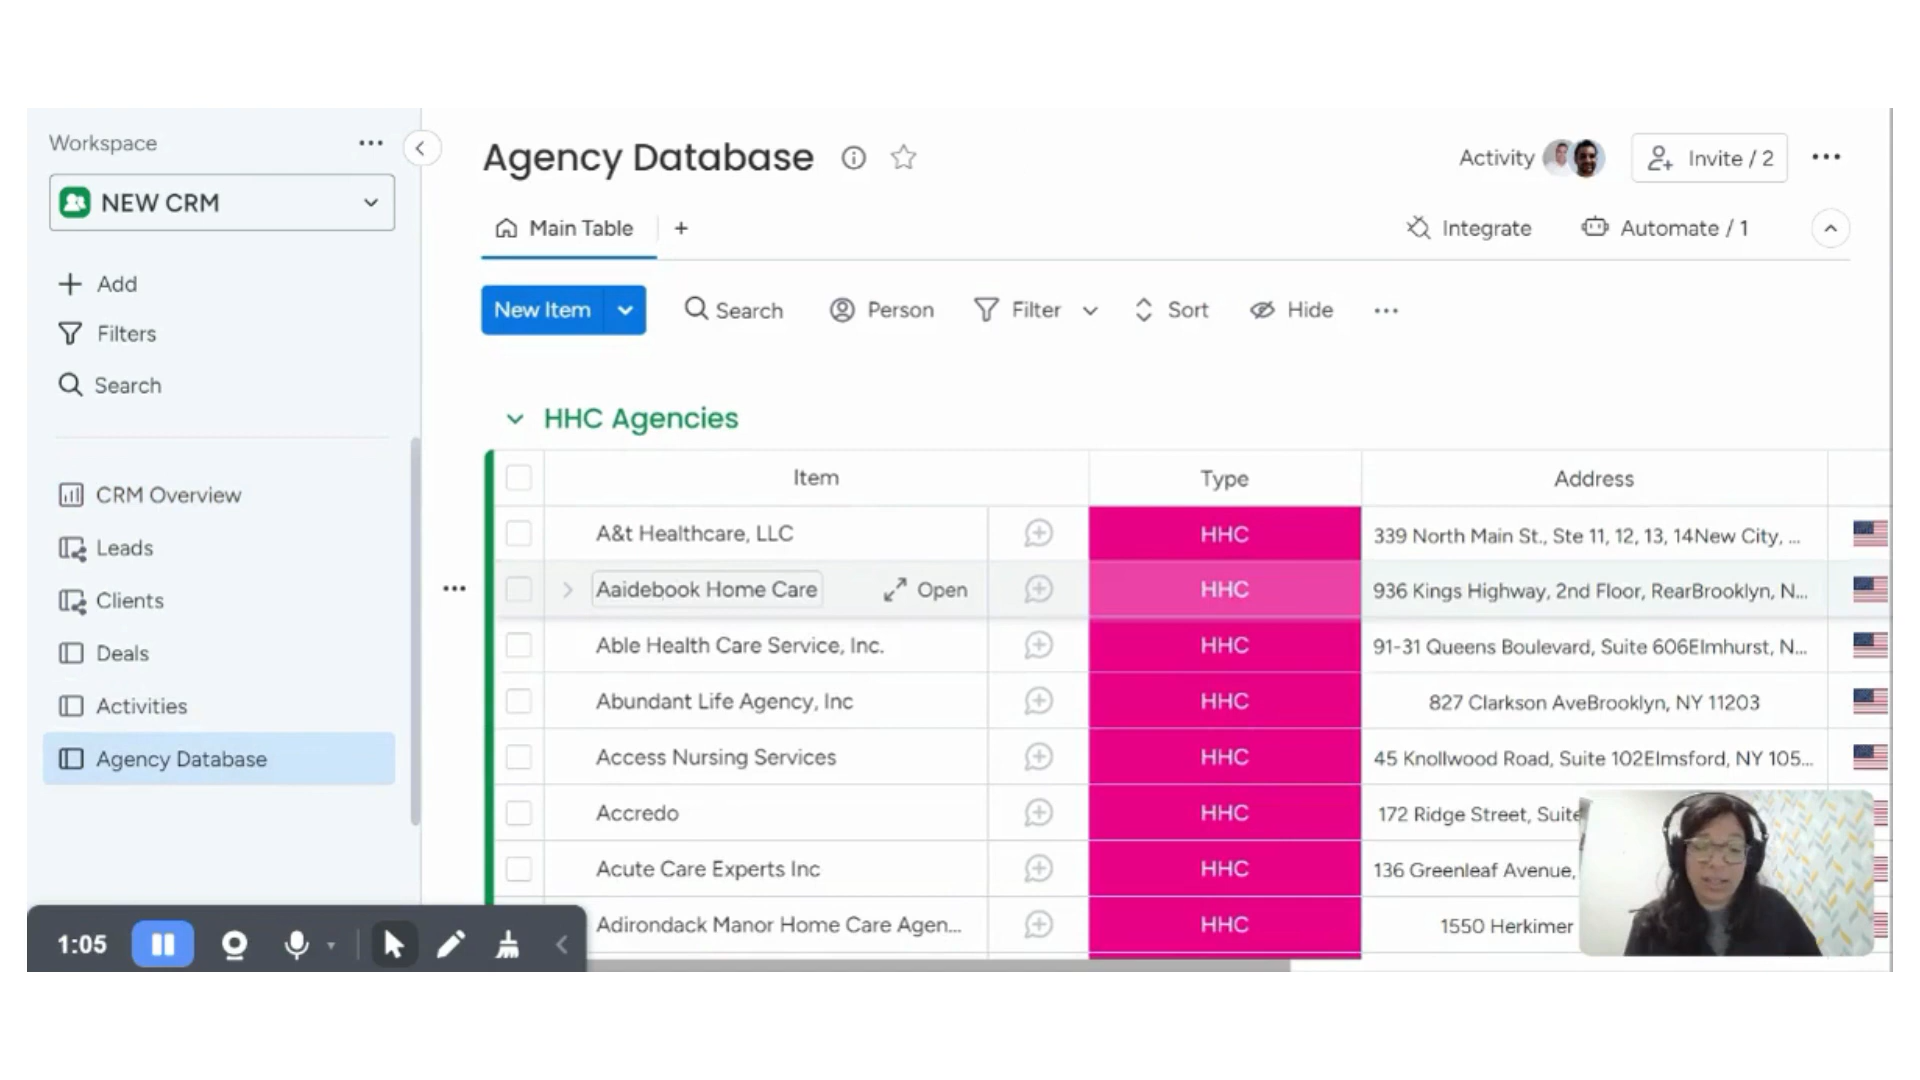 Workspace
NEW CRM
Add
Filters
Search
CRM Overview
Leads
Clients
Deals
Activities
Agency Database
Agency Database
Activity
Invite / 2
Main Table
+
Integrate
Automate / 1
New Item
Search
Person
Filter
Sort
Hide
HHC Agencies
Item Type Address
A&t Healthcare, LLC HHC 339 North Main St., Ste 11, 12, 13, 14New City, ...
Aaidebook Home Care Open HHC 936 Kings Highway, 2nd Floor, RearBrooklyn, N...
Able Health Care Service, Inc. HHC 91-31 Queens Boulevard, Suite 606Elmhurst, N...
Abundant Life Agency, Inc HHC 827 Clarkson AveBrooklyn, NY 11203
Access Nursing Services HHC 45 Knollwood Road, Suite 102Elmsford, NY 105...
Accredo HHC 172 Ridge Street, Suite
Acute Care Experts Inc HHC 136 Greenleaf Avenue,
Adirondack Manor Home Care Agen... HHC 1550 Herkimer
1:05